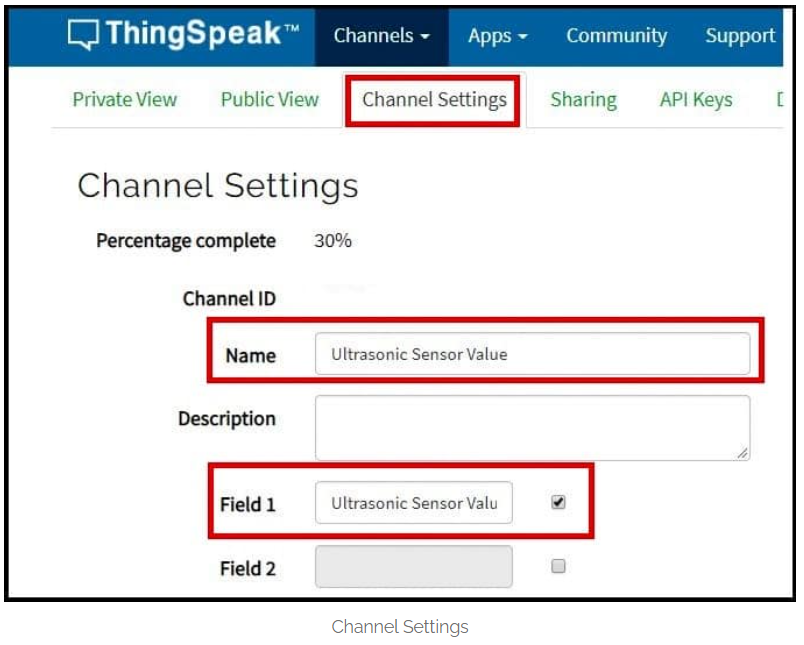 ThingSpeak™ Channels Apps Community Support
Private View Public View Channel Settings Sharing API Keys
Channel Settings
Percentage complete 30%
Channel ID
Name Ultrasonic Sensor Value
Description
Field 1 Ultrasonic Sensor Valu
Field 2
Channel Settings